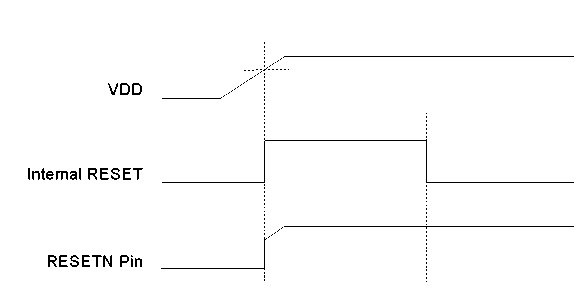 VDD
Internal RESET
RESETN Pin